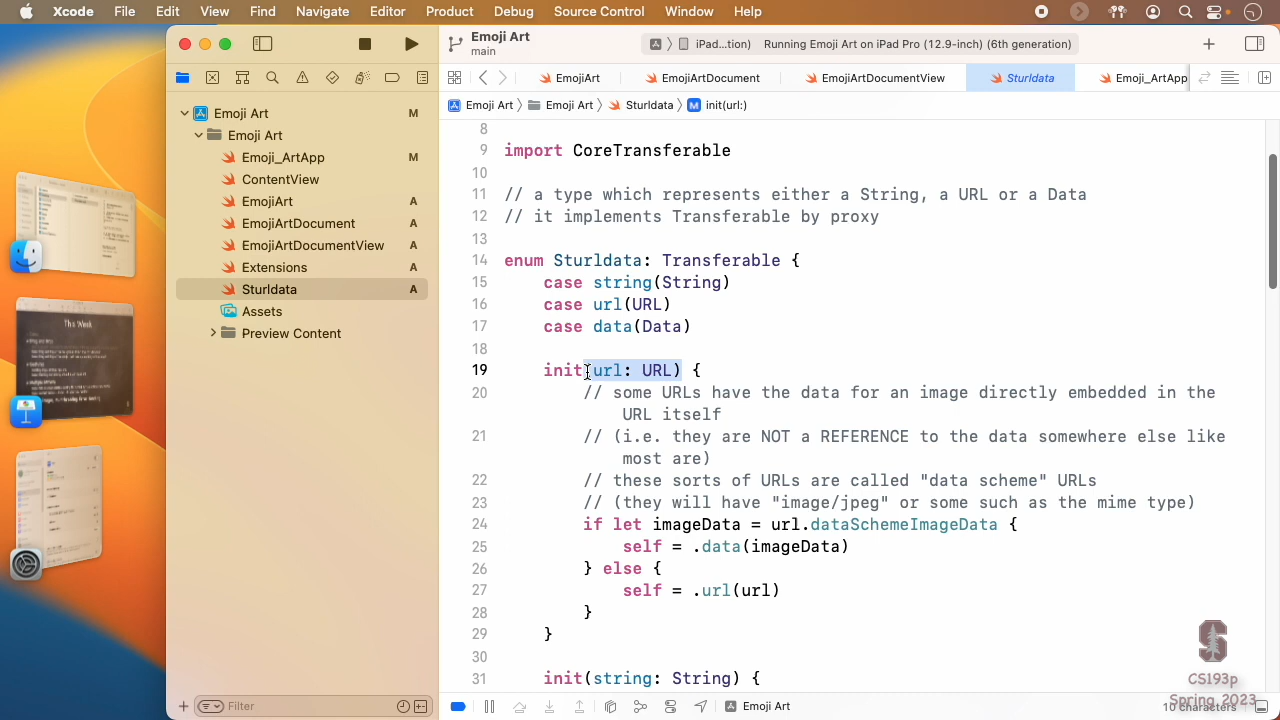 Xcode File Edit View Find Navigate Editor Product Debug Source Control Window Help
Emoji Art
main
iPad...tion) Running Emoji Art on iPad Pro (12.9-inch) (6th generation)
EmojiArt EmojiArtDocument EmojiArtDocumentView Sturldata Emoji_ArtApp
Emoji Art Emoji Art Sturldata M init(url:)
Emoji Art M
Emoji Art
Emoji_ArtApp M
ContentView
EmojiArt A
EmojiArtDocument A
EmojiArtDocumentView A
Extensions A
Sturldata A
Assets
Preview Content
Filter
This Week
8
9 import CoreTransferable
10
11 // a type which represents either a String, a URL or a Data
12 // it implements Transferable by proxy
13
14 enum Sturldata: Transferable {
15 case string(String)
16 case url(URL)
17 case data(Data)
18
19 init(url: URL) {
20 // some URLs have the data for an image directly embedded in the
URL itself
21 // (i.e. they are NOT a REFERENCE to the data somewhere else like
most are)
22 // these sorts of URLs are called "data scheme" URLs
23 // (they will have "image/jpeg" or some such as the mime type)
24 if let imageData = url.dataSchemeImageData {
25 self = .data(imageData)
26 } else {
27 self = .url(url)
28 }
29 }
30
31 init(string: String) {
CS193p
Spring 2023
Emoji Art
10 characters